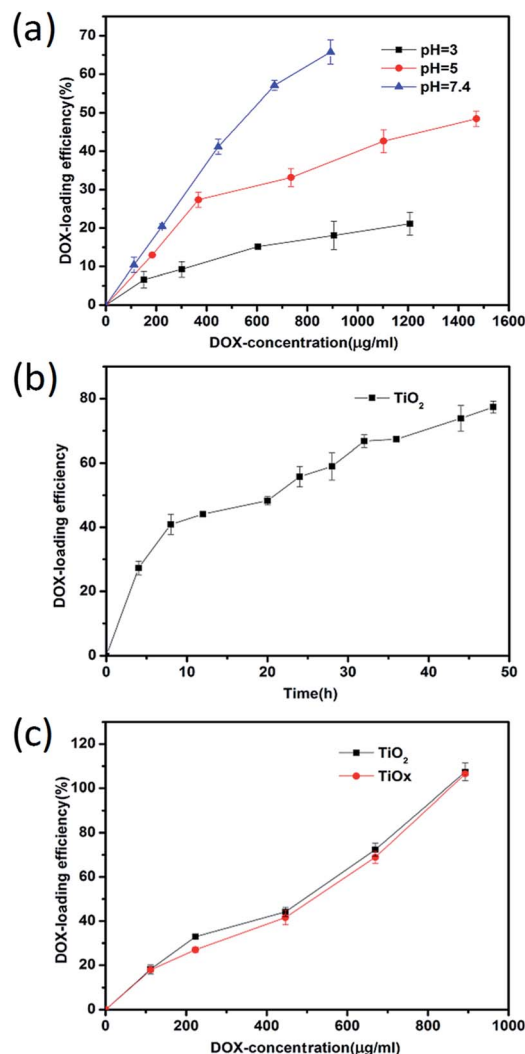 (a)
70
60
50
40
30
20
10
0
DOX-loading efficiency(%)
pH=3
pH=5
pH=7.4
0 200 400 600 800 1000 1200 1400 1600
DOX-concentration(μg/ml)
(b)
80
60
40
20
0
DOX-loading efficiency
TiO₂
0 10 20 30 40 50
Time(h)
(c)
120
100
80
60
40
20
0
DOX-loading efficiency(%)
TiO₂
TiOx
0 200 400 600 800 1000
DOX-concentration(μg/ml)